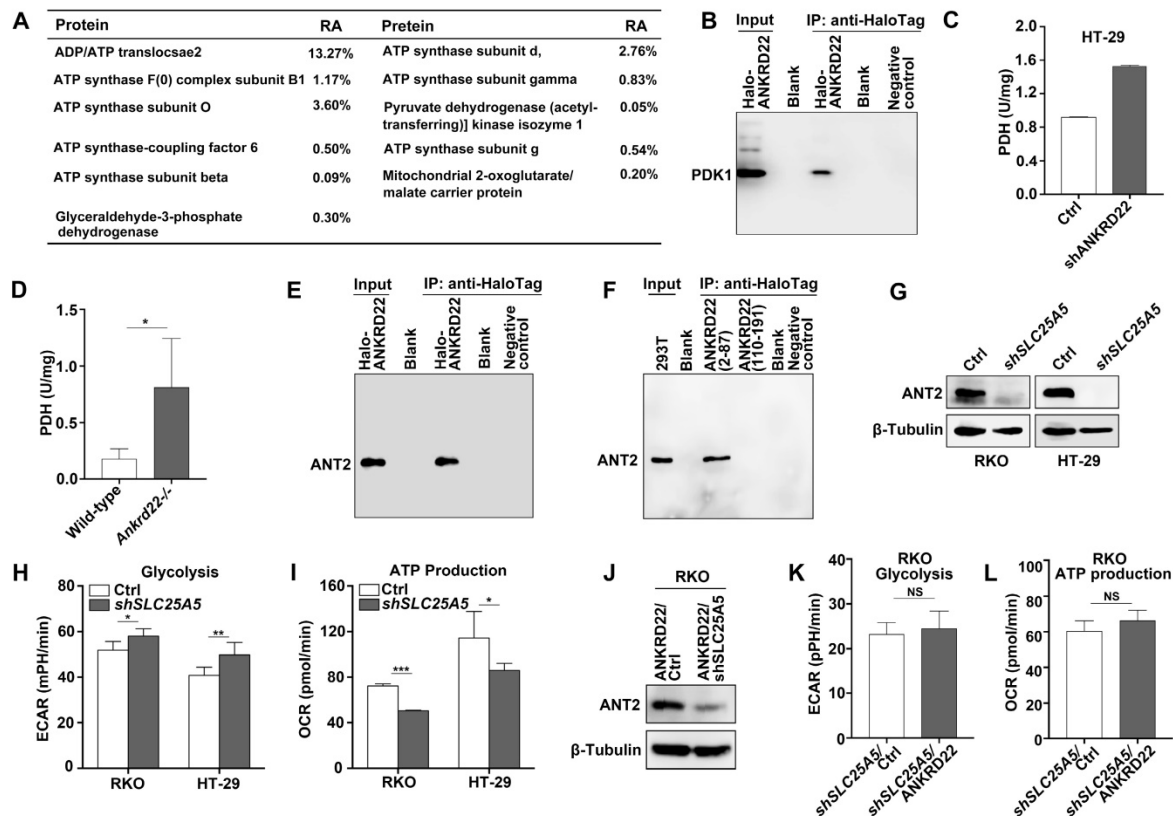 A
Protein RA Pretein RA
ADP/ATP translocsae2 13.27% ATP synthase subunit d, 2.76%
ATP synthase F(0) complex subunit B1 1.17% ATP synthase subunit gamma 0.83%
ATP synthase subunit O 3.60% Pyruvate dehydrogenase (acetyl-
transferring)] kinase isozyme 1 0.05%
ATP synthase-coupling factor 6 0.50% ATP synthase subunit g 0.54%
ATP synthase subunit beta 0.09% Mitochondrial 2-oxoglutarate/
malate carrier protein 0.20%
Glyceraldehyde-3-phosphate
dehydrogenase 0.30%
B
Input IP: anti-HaloTag
Halo-
ANKRD22
Blank
Halo-
ANKRD22
Blank
Negative
control
PDK1
C
HT-29
PDH (U/mg)
2.0
1.6
1.2
0.8
0.4
0.0
Ctrl
shANKRD22
D
PDH (U/mg)
1.5
1.0
0.5
0.0
*
Wild-type
Ankrd22-/-
E
Input IP: anti-HaloTag
Halo-
ANKRD22
Blank
Halo-
ANKRD22
Blank
Negative
control
ANT2
F
Input IP: anti-HaloTag
293T
Blank
ANKRD22
(2-87)
ANKRD22
(110-191)
Blank
Negative
control
ANT2
G
Ctrl
shSLC25A5
Ctrl
shSLC25A5
ANT2
β-Tubulin
RKO HT-29
H
Glycolysis
Ctrl
shSLC25A5
ECAR (mPH/min)
80
60
40
20
0
*
**
RKO HT-29
I
ATP Production
Ctrl
shSLC25A5
OCR (pmol/min)
160
120
80
40
0
***
*
RKO HT-29
J
RKO
ANKRD22/
Ctrl
ANKRD22/
shSLC25A5
ANT2
β-Tubulin
K
RKO
Glycolysis
ECAR (pPH/min)
40
30
20
10
0
NS
shSLC25A5/
Ctrl
shSLC25A5/
ANKRD22
L
RKO
ATP production
OCR (pmol/min)
100
80
60
40
20
0
NS
shSLC25A5/
Ctrl
shSLC25A5/
ANKRD22